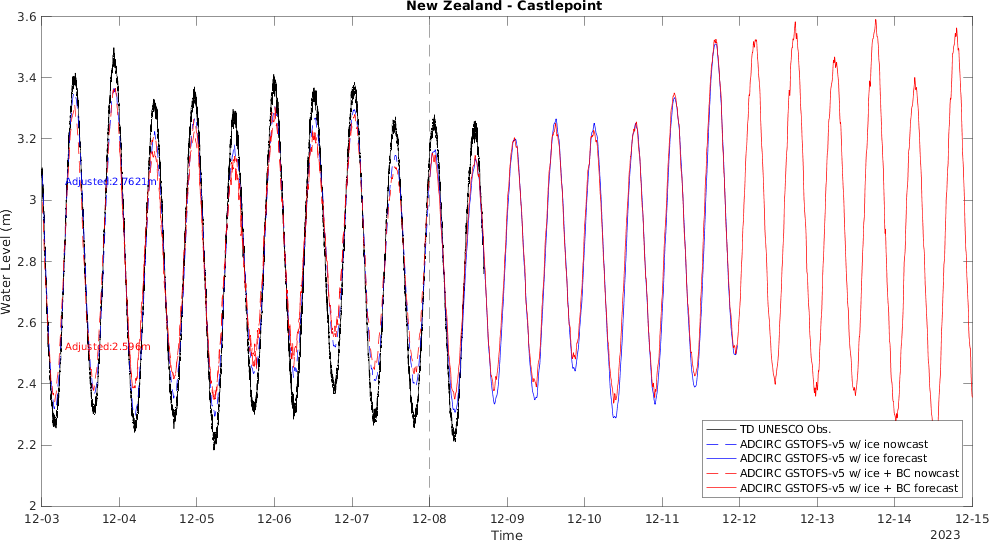 New Zealand - Castlepoint
3.6
3.4
3.2
3
2.8
2.6
2.4
2.2
2
Water Level (m)
Adjusted:2.7621m
Adjusted:2.596m
TD UNESCO Obs.
ADCIRC GSTOFS-v5 w/ ice nowcast
ADCIRC GSTOFS-v5 w/ ice forecast
ADCIRC GSTOFS-v5 w/ ice + BC nowcast
ADCIRC GSTOFS-v5 w/ ice + BC forecast
12-03 12-04 12-05 12-06 12-07 12-08 12-09 12-10 12-11 12-12 12-13 12-14 12-15
Time
2023